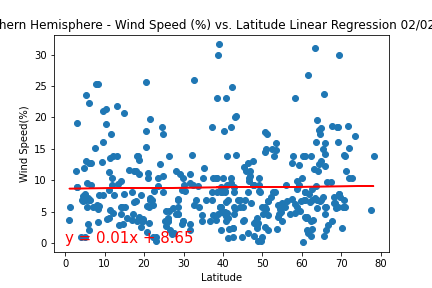 hern Hemisphere - Wind Speed (%) vs. Latitude Linear Regression 02/02
Wind Speed(%)
30
25
20
15
10
5
0
y = 0.01x + 8.65
0 10 20 30 40 50 60 70 80
Latitude